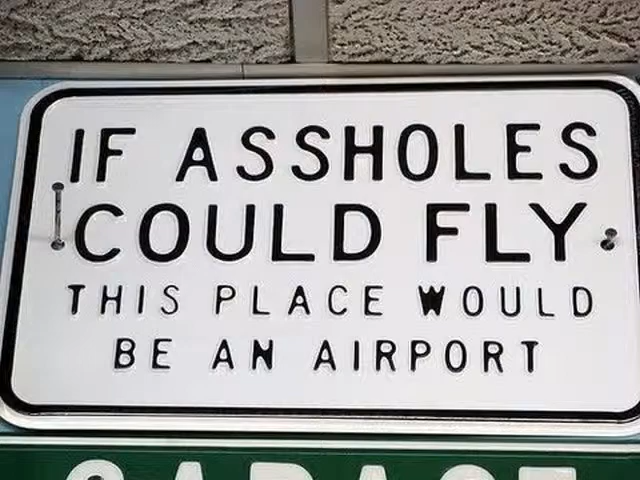 IF ASSHOLES
COULD FLY
THIS PLACE WOULD
BE AN AIRPORT